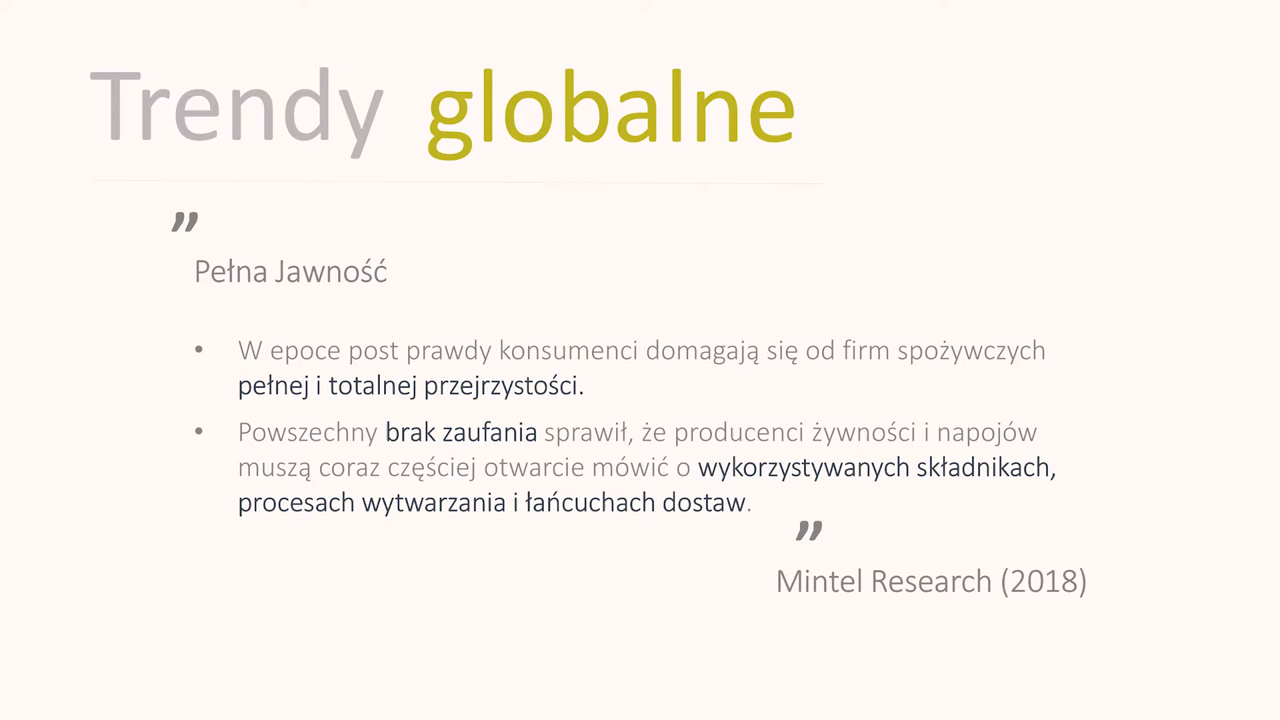 Trendy globalne
”
Pełna Jawność
• W epoce post prawdy konsumenci domagają się od firm spożywczych
pełnej i totalnej przejrzystości.
• Powszechny brak zaufania sprawił, że producenci żywności i napojów
muszą coraz częściej otwarcie mówić o wykorzystywanych składnikach,
procesach wytwarzania i łańcuchach dostaw.
”
Mintel Research (2018)